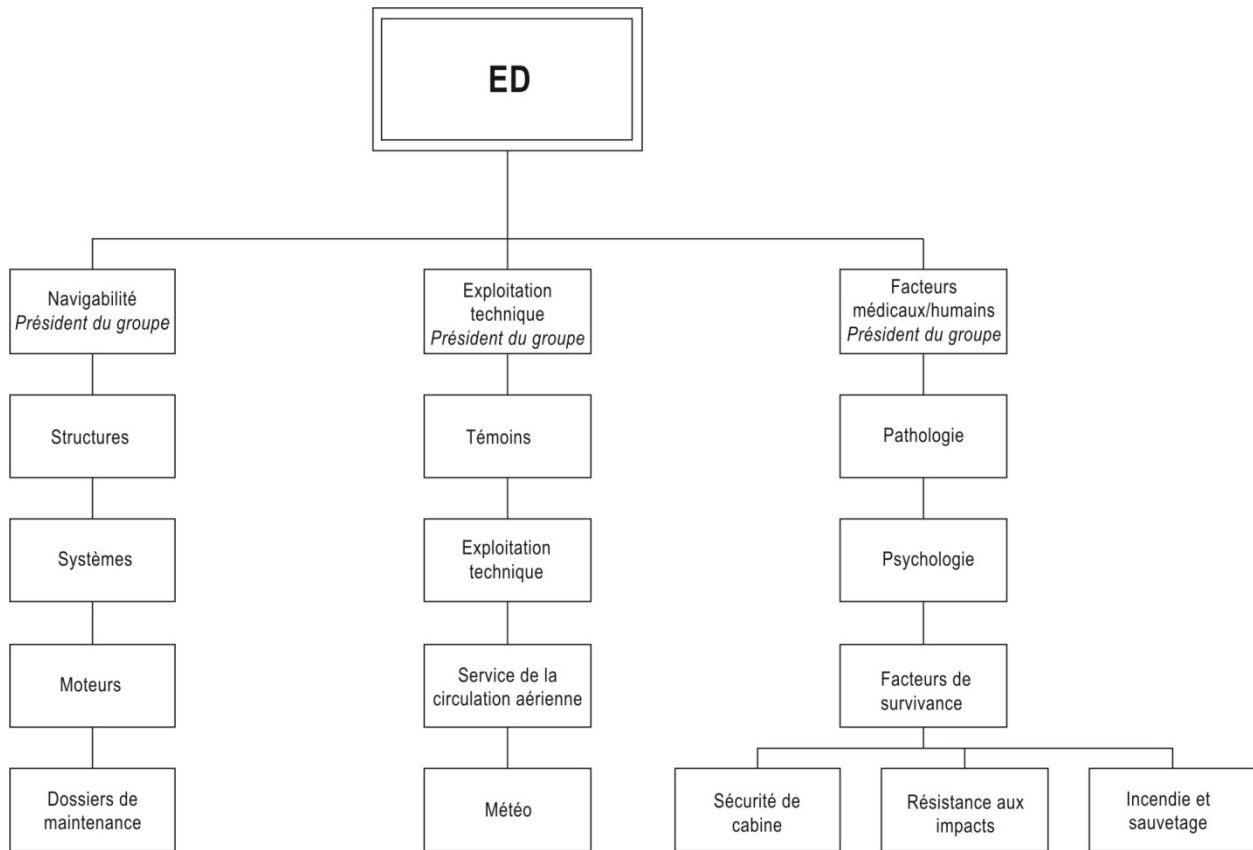 ED
Navigabilité
Président du groupe
Exploitation
technique
Président du groupe
Facteurs
médicaux/humains
Président du groupe
Structures
Témoins
Pathologie
Systèmes
Exploitation
technique
Psychologie
Moteurs
Service de la
circulation aérienne
Facteurs de
survivance
Dossiers de
maintenance
Météo
Sécurité de
cabine
Résistance aux
impacts
Incendie et
sauvetage